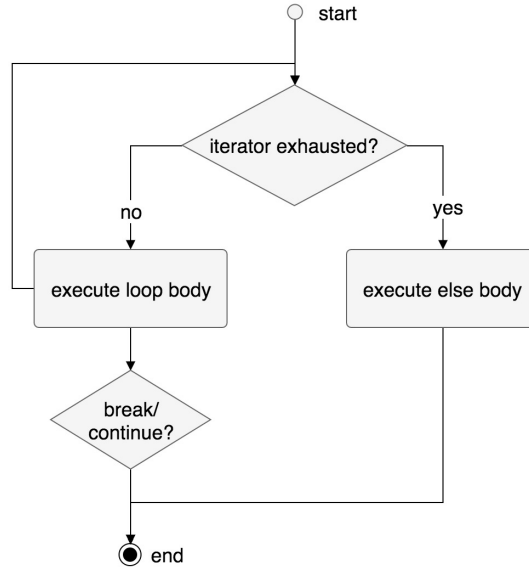 start
iterator exhausted?
no
yes
execute loop body
execute else body
break/
continue?
end